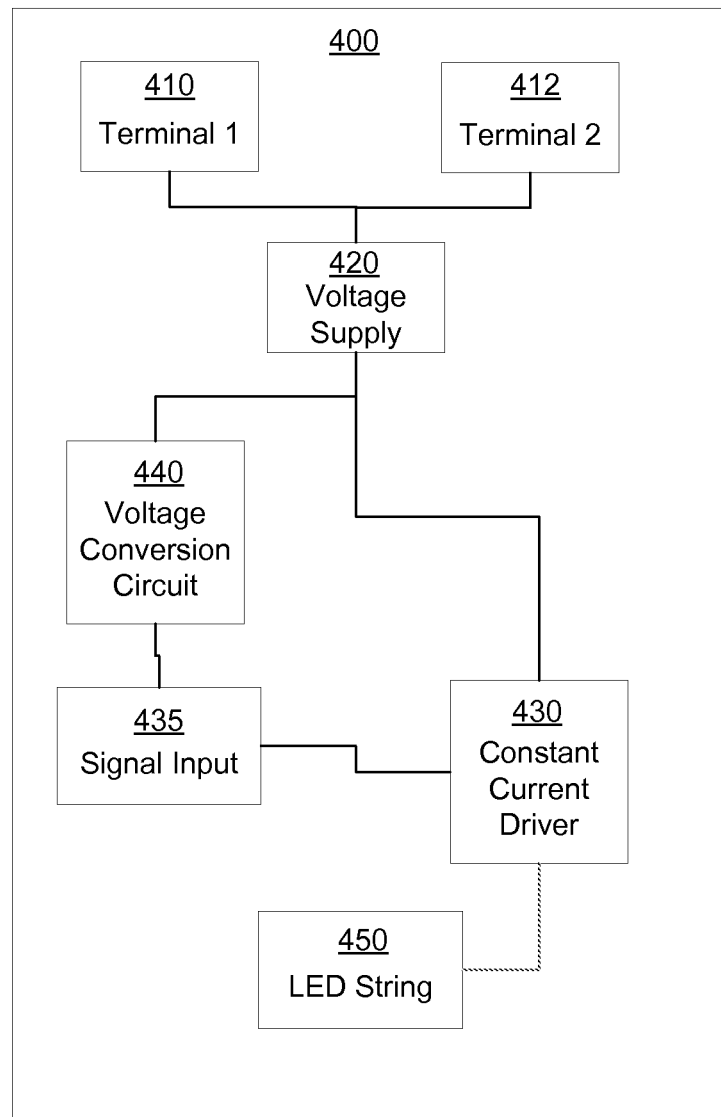 400
410
Terminal 1
412
Terminal 2
420
Voltage
Supply
440
Voltage
Conversion
Circuit
435
Signal Input
430
Constant
Current
Driver
450
LED String